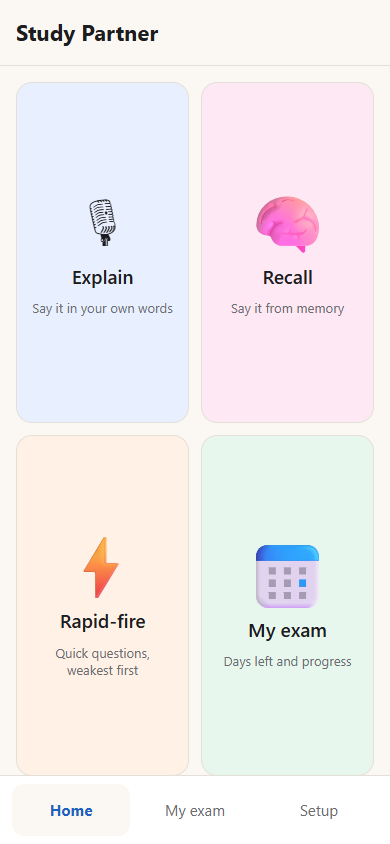 Study Partner
Explain
Say it in your own words
Recall
Say it from memory
Rapid-fire
Quick questions,
weakest first
My exam
Days left and progress
Home
My exam
Setup